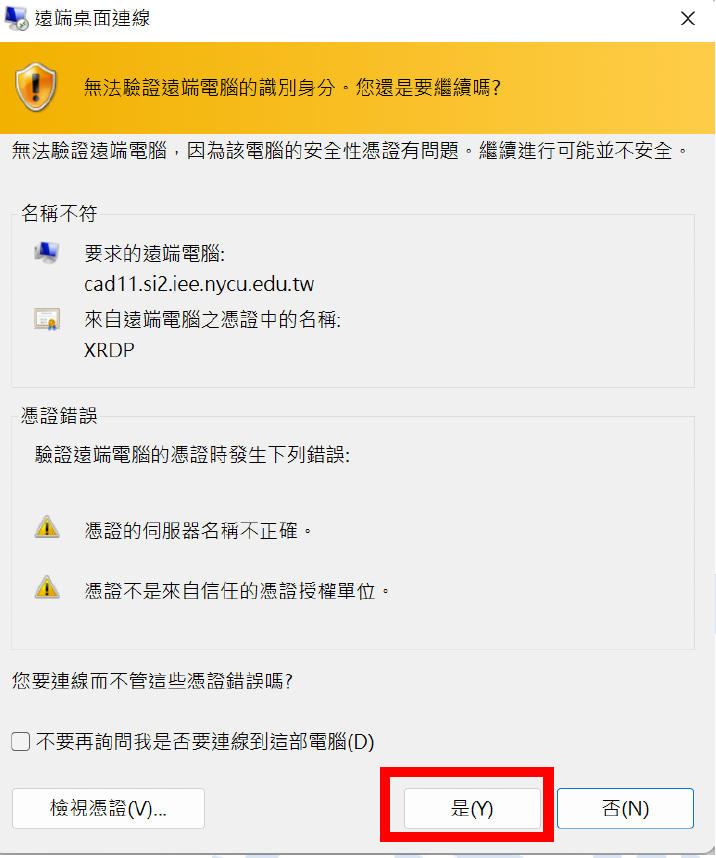 遠端桌面連線
無法驗證遠端電腦的識別身分。您還是要繼續嗎?
無法驗證遠端電腦，因為該電腦的安全性憑證有問題。繼續進行可能並不安全。
名稱不符
要求的遠端電腦:
cad11.si2.iee.nycu.edu.tw
來自遠端電腦之憑證中的名稱:
XRDP
憑證錯誤
驗證遠端電腦的憑證時發生下列錯誤:
憑證的伺服器名稱不正確。
憑證不是來自信任的憑證授權單位。
您要連線而不管這些憑證錯誤嗎?
不要再詢問我是否要連線到這部電腦(D)
檢視憑證(V)... 是(Y) 否(N)